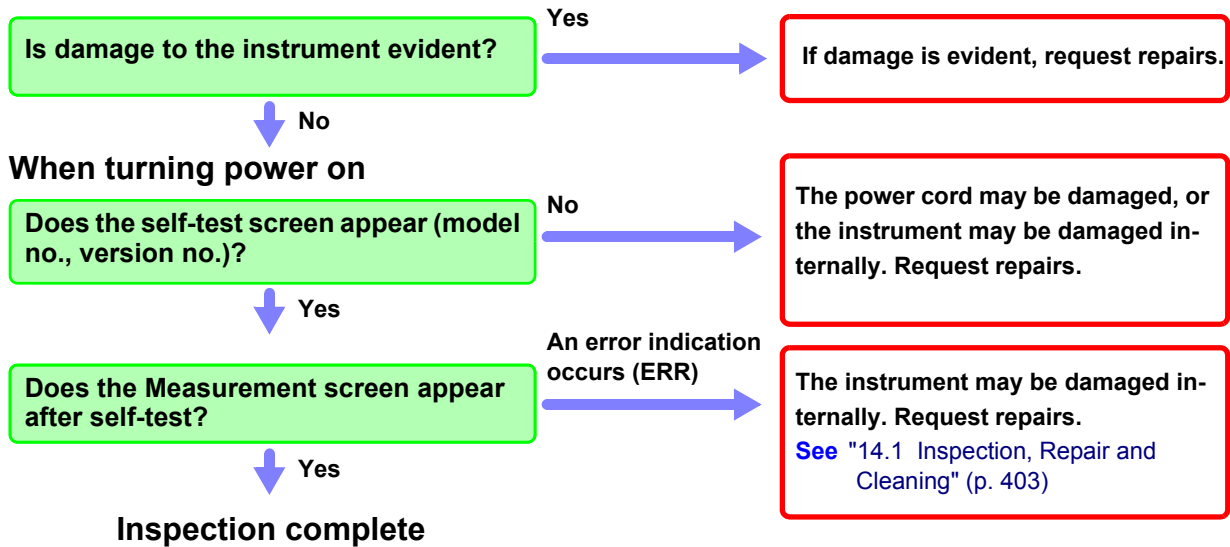 Is damage to the instrument evident?
Yes
If damage is evident, request repairs.
No
When turning power on
Does the self-test screen appear (model
no., version no.)?
No
The power cord may be damaged, or
the instrument may be damaged in-
ternally. Request repairs.
Yes
Does the Measurement screen appear
after self-test?
An error indication
occurs (ERR)
The instrument may be damaged in-
ternally. Request repairs.
See "14.1 Inspection, Repair and
Cleaning" (p. 403)
Yes
Inspection complete